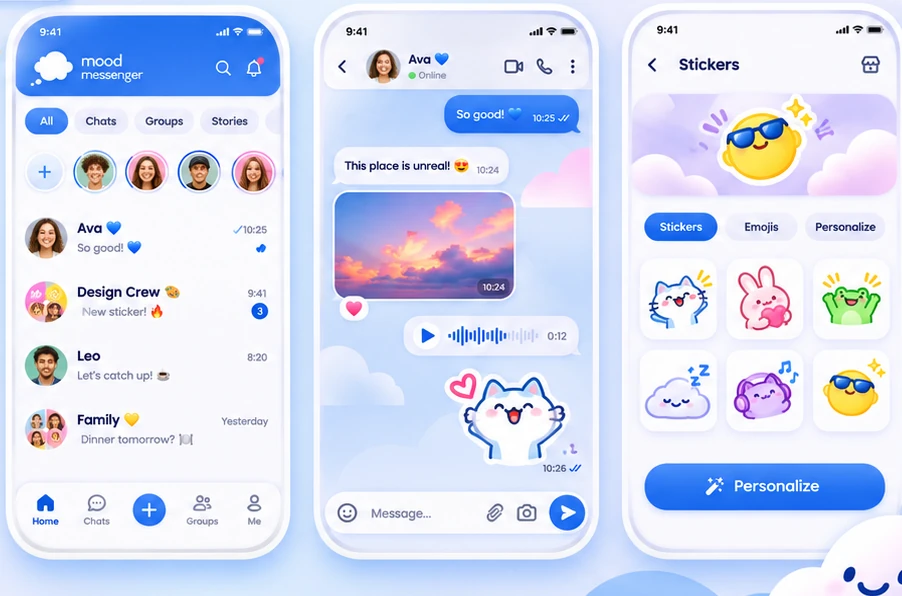 9:41
mood
messenger
All
Chats
Groups
Stories
Ava 💙
10:25
So good! 💙
Design Crew 🎨
9:41
New sticker! 🔥
3
Leo
8:20
Let's catch up! ☕
Family 💛
Yesterday
Dinner tomorrow? 🍽️
Home
Chats
Groups
Me
9:41
Ava 💙
Online
So good! 💙 10:25
This place is unreal! 😍 10:24
10:24
0:12
10:26
Message...
9:41
Stickers
Stickers
Emojis
Personalize
z z z
Personalize